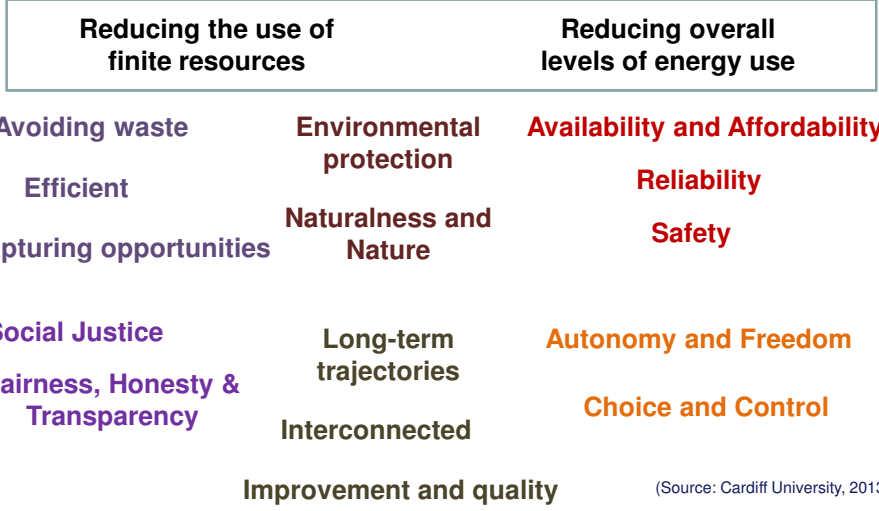 Reducing the use of
finite resources
Reducing overall
levels of energy use
Avoiding waste
Efficient
pturing opportunities
Environmental
protection
Naturalness and
Nature
Availability and Affordability
Reliability
Safety
Social Justice
airness, Honesty &
Transparency
Long-term
trajectories
Interconnected
Improvement and quality
Autonomy and Freedom
Choice and Control
(Source: Cardiff University, 2013